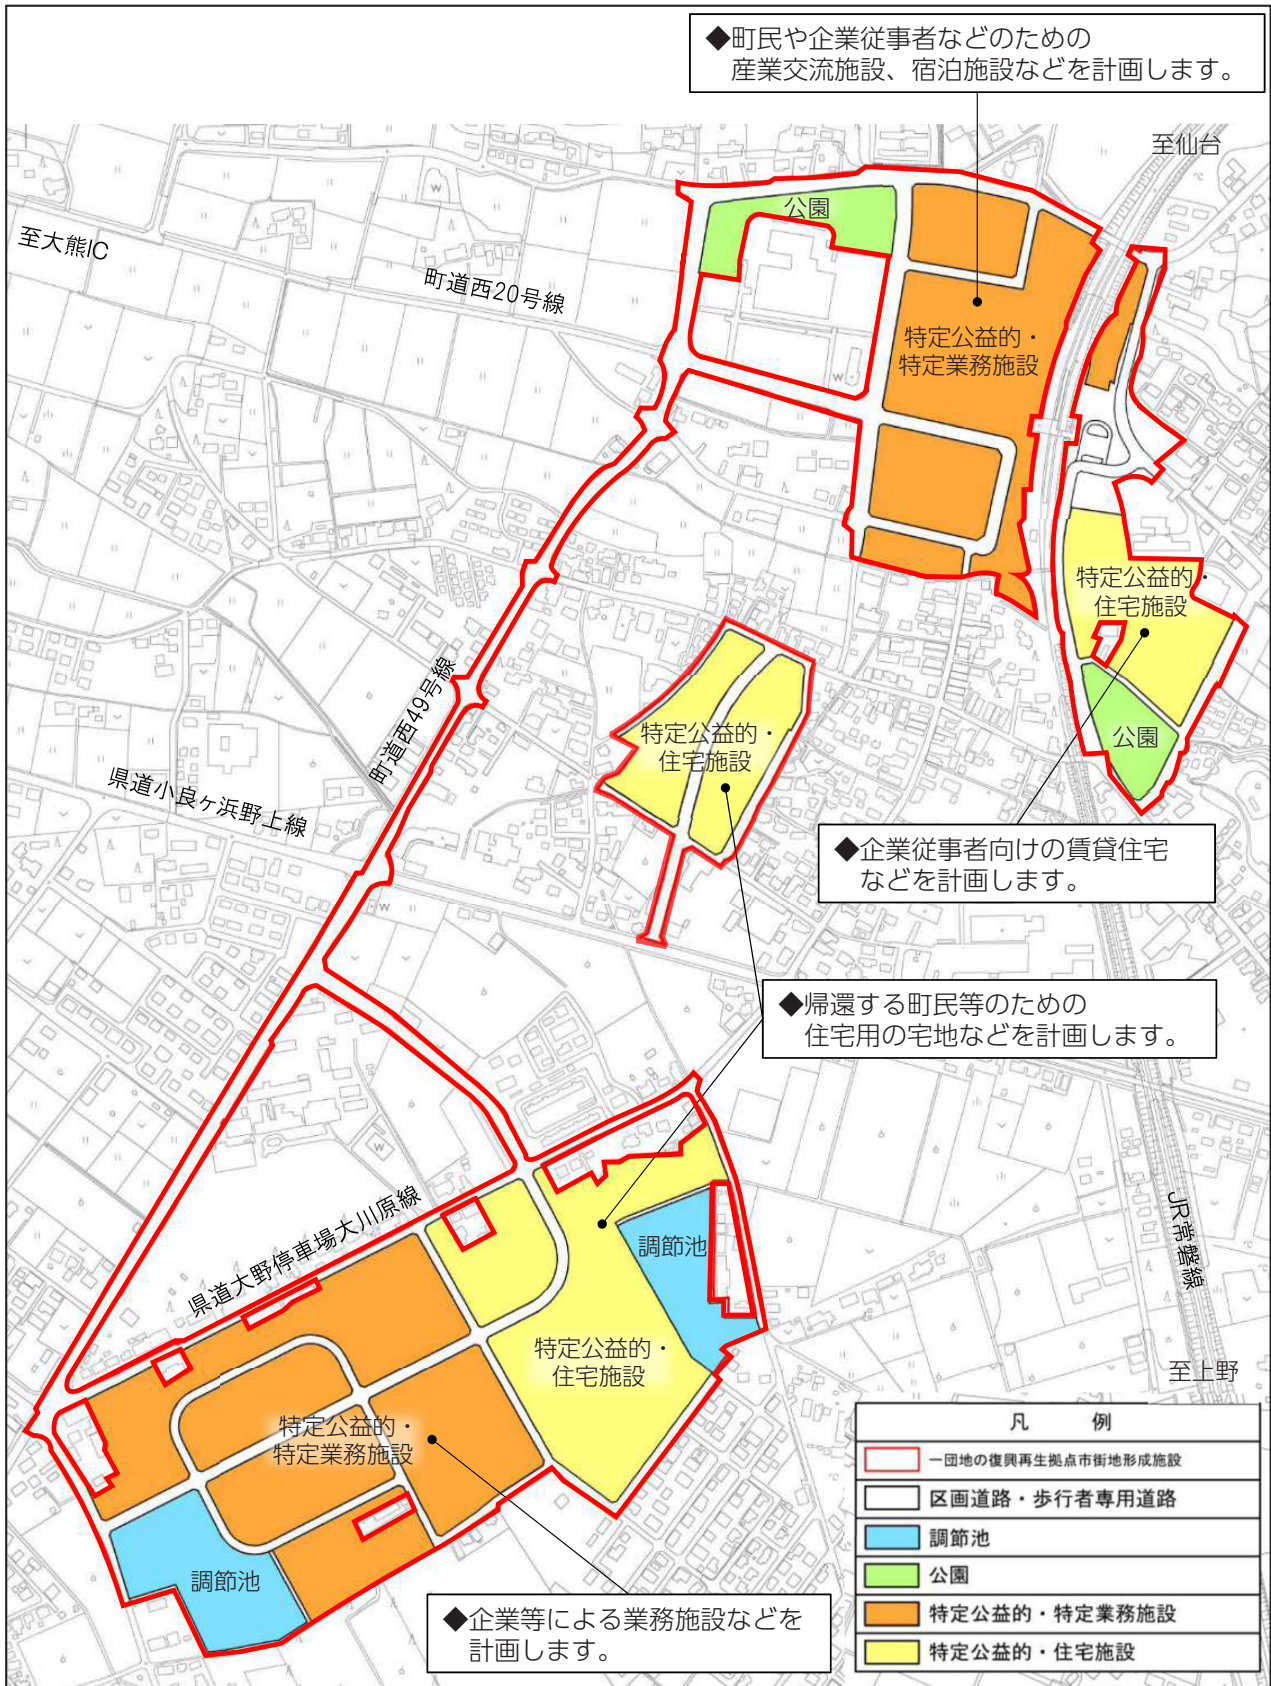 ◆町民や企業従事者などのための
産業交流施設、宿泊施設などを計画します。
至仙台
公園
至大熊IC
町道西20号線
特定公益的・
特定業務施設
特定公益的・
住宅施設
町道西49号線
特定公益的・
住宅施設
公園
県道小良ヶ浜野上線
◆企業従事者向けの賃貸住宅
などを計画します。
◆帰還する町民等のための
住宅用の宅地などを計画します。
県道大野停車場大川原線
調節池
JR常磐線
特定公益的・
住宅施設
至上野
特定公益的・
特定業務施設
調節池
◆企業等による業務施設などを
計画します。
凡 例
一団地の復興再生拠点市街地形成施設
区画道路・歩行者専用道路
調節池
公園
特定公益的・特定業務施設
特定公益的・住宅施設